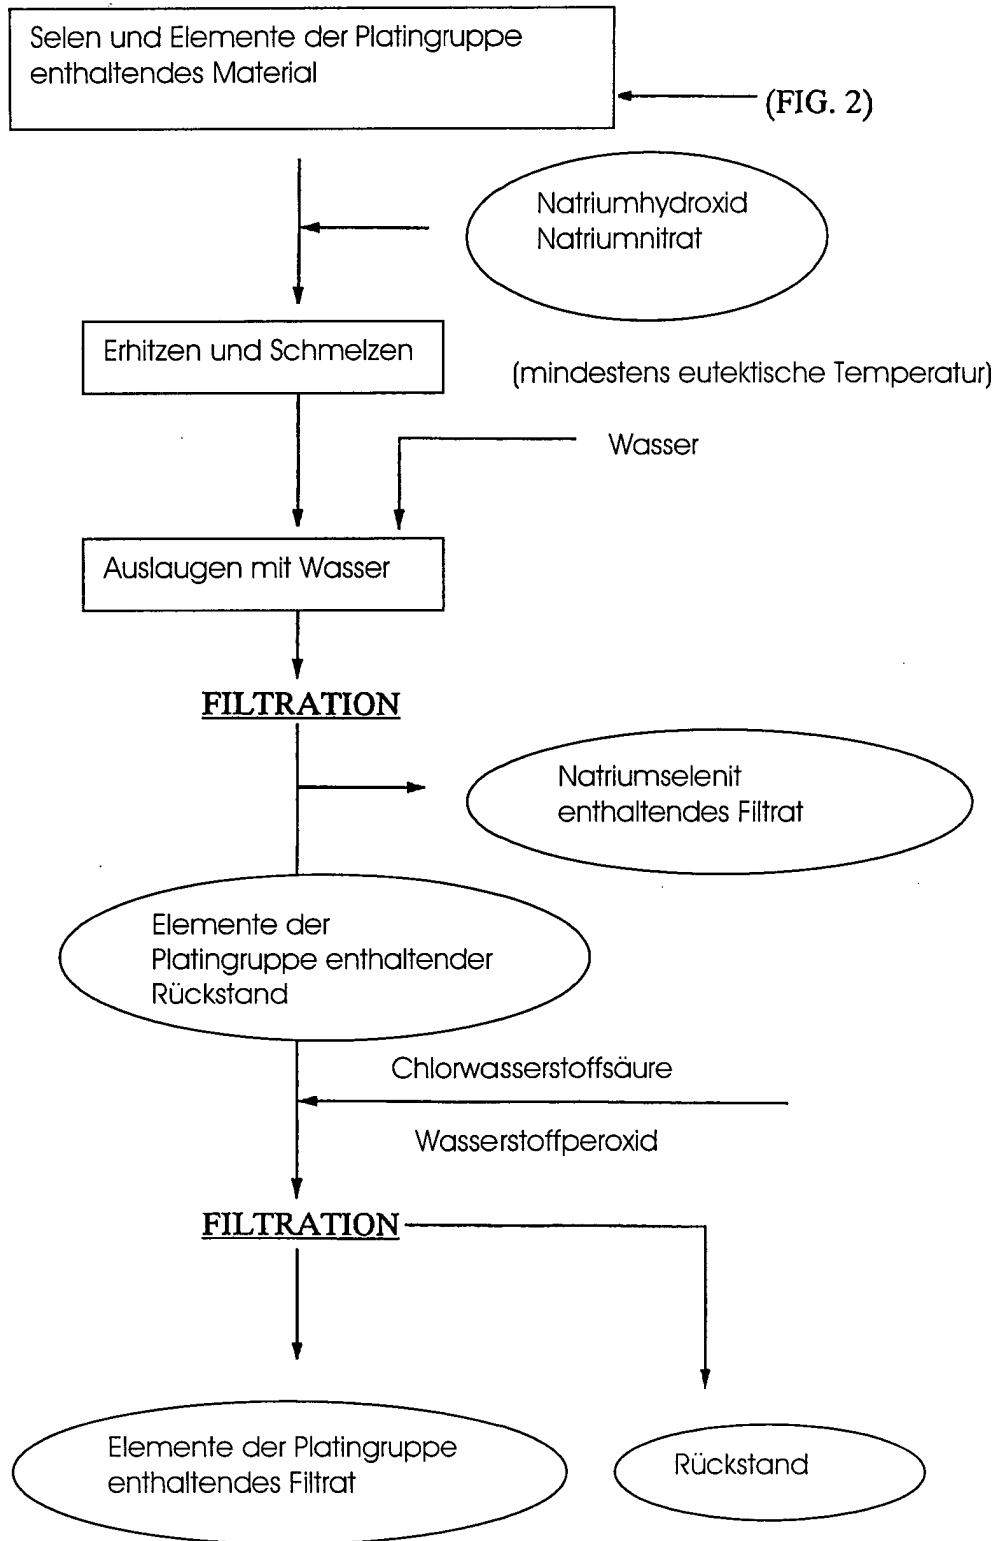 Selen und Elemente der Platingruppe
enthaltendes Material
(FIG. 2)
Natriumhydroxid
Natriumnitrat
Erhitzen und Schmelzen
(mindestens eutektische Temperatur)
Wasser
Auslaugen mit Wasser
FILTRATION
Natriumselenit
enthaltendes Filtrat
Elemente der
Platingruppe enthaltender
Rückstand
Chlorwasserstoffsäure
Wasserstoffperoxid
FILTRATION
Elemente der Platingruppe
enthaltendes Filtrat
Rückstand